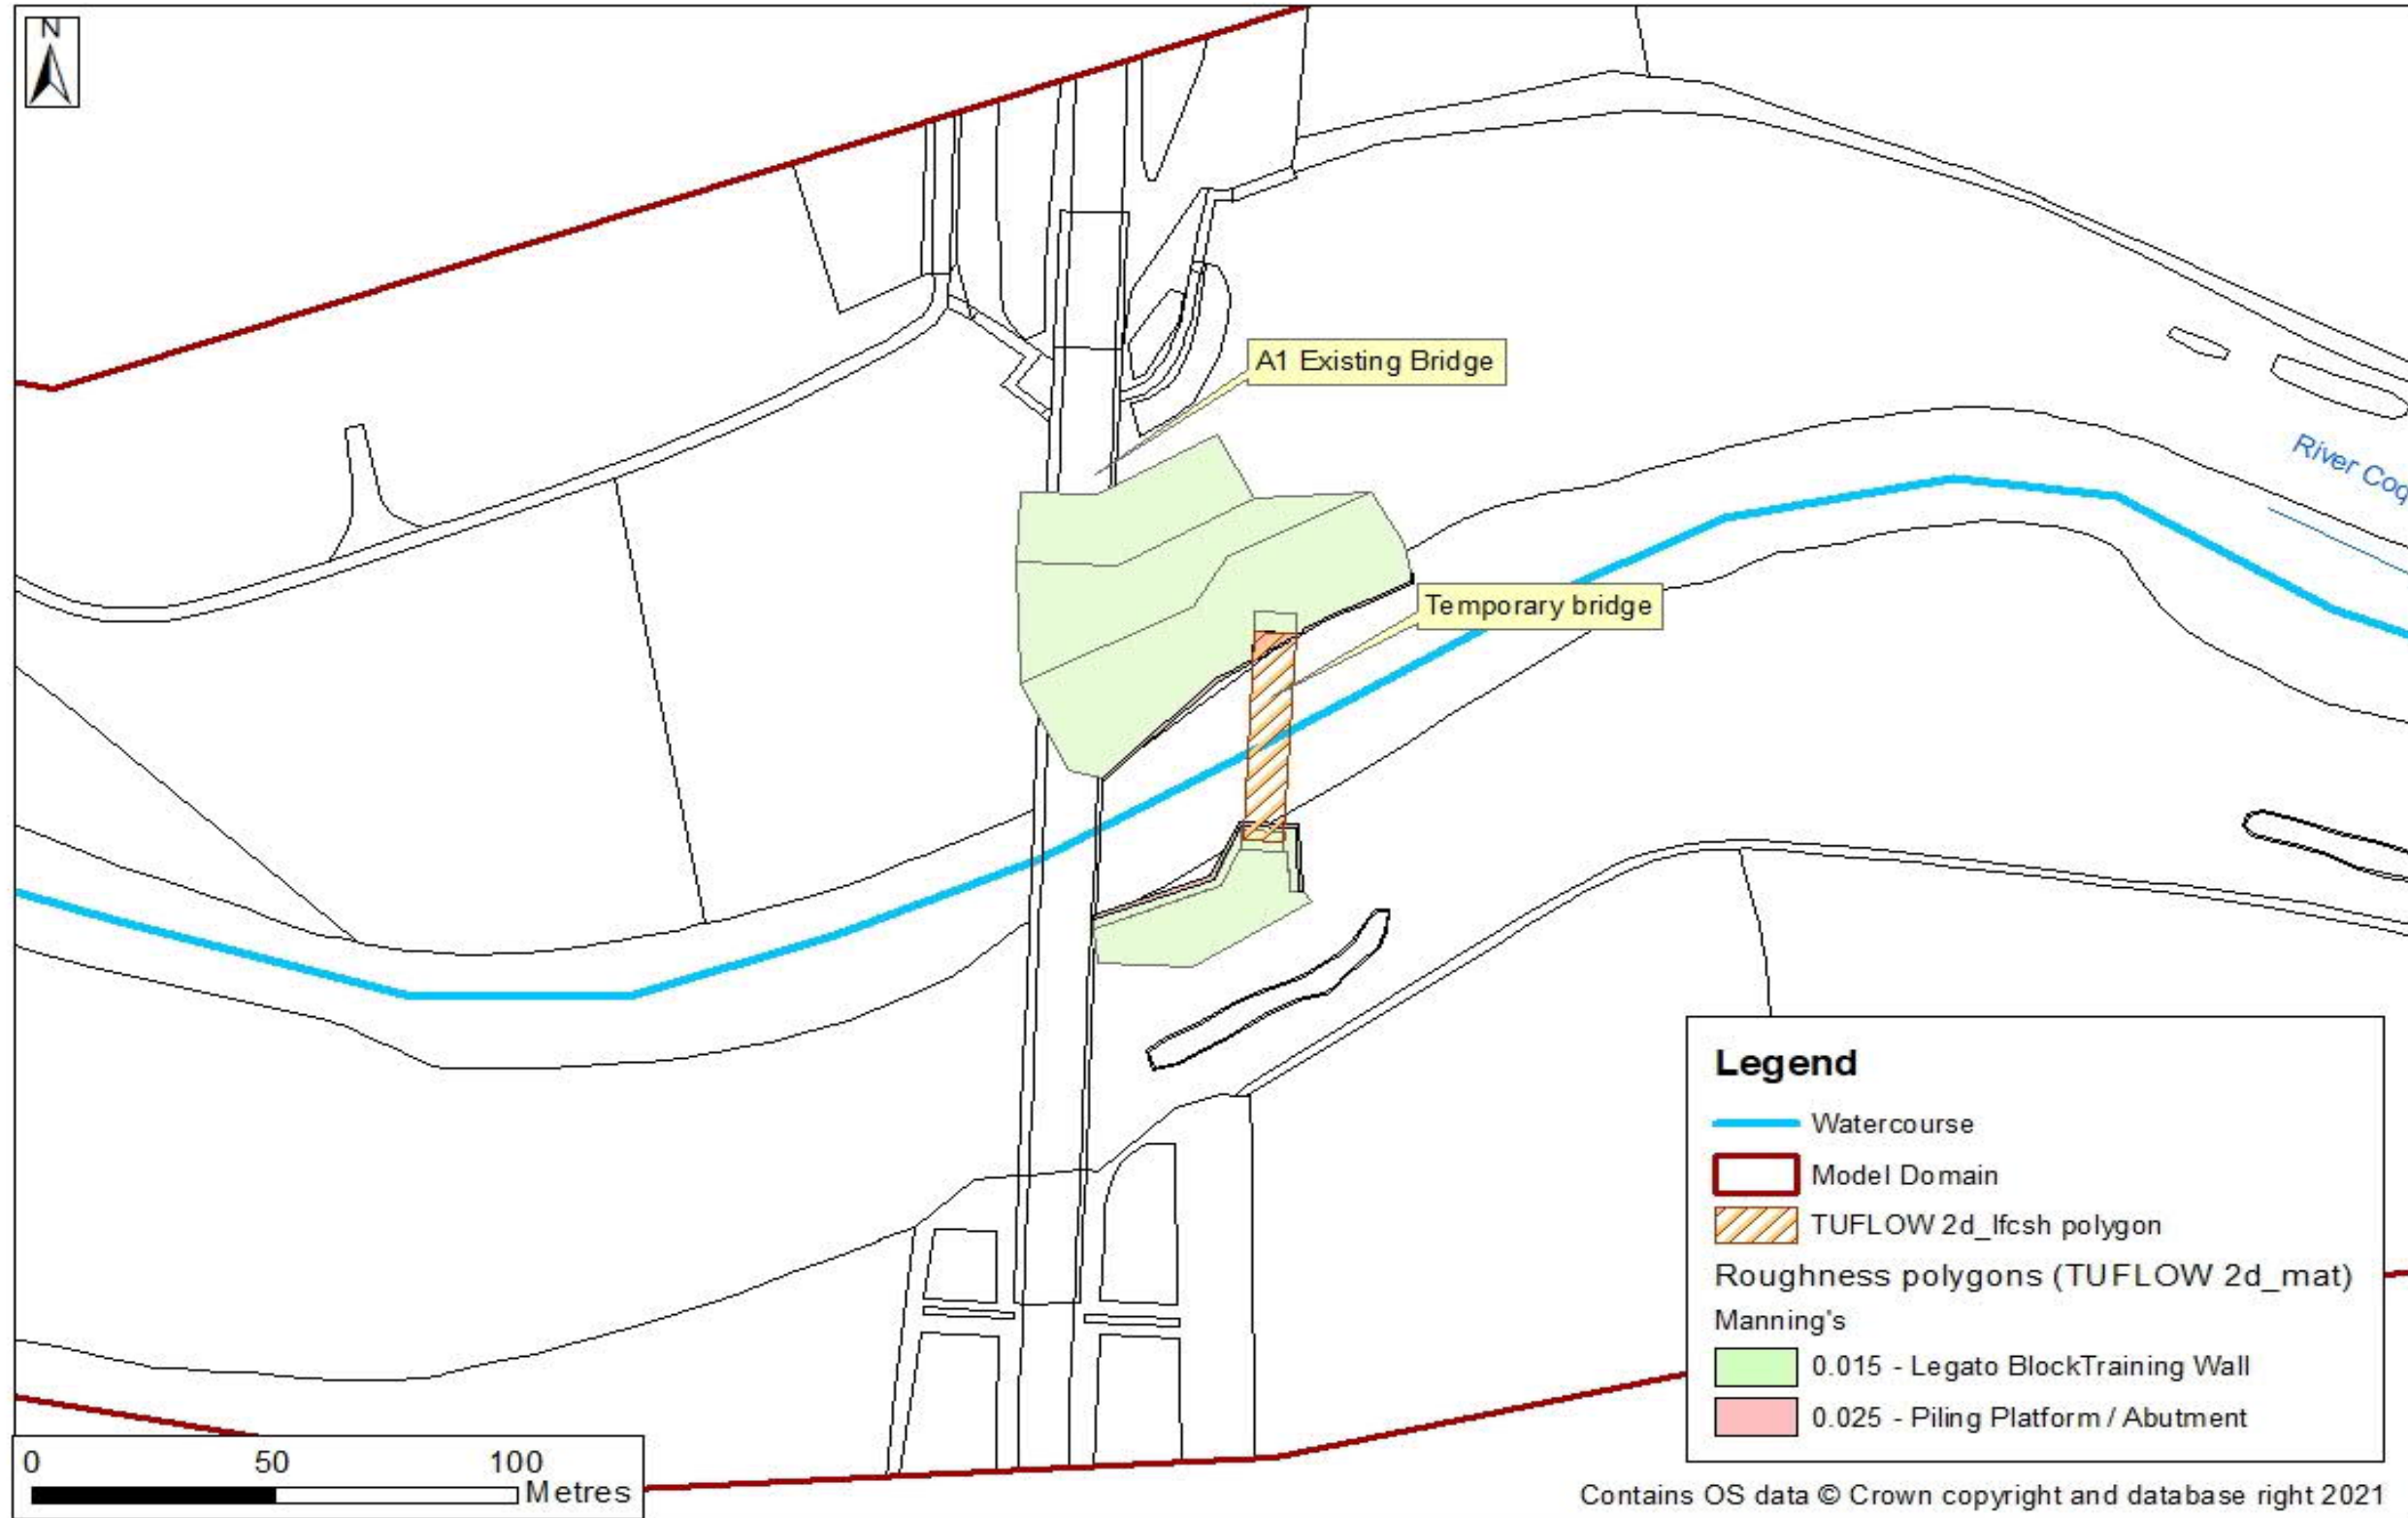 N
A1 Existing Bridge
River Coq
Temporary bridge
Legend
Watercourse
Model Domain
TUFLOW 2d_lfcsh polygon
Roughness polygons (TUFLOW 2d_mat)
Manning's
0.015 - Legato BlockTraining Wall
0.025 - Piling Platform / Abutment
0 50 100
Metres
Contains OS data © Crown copyright and database right 2021